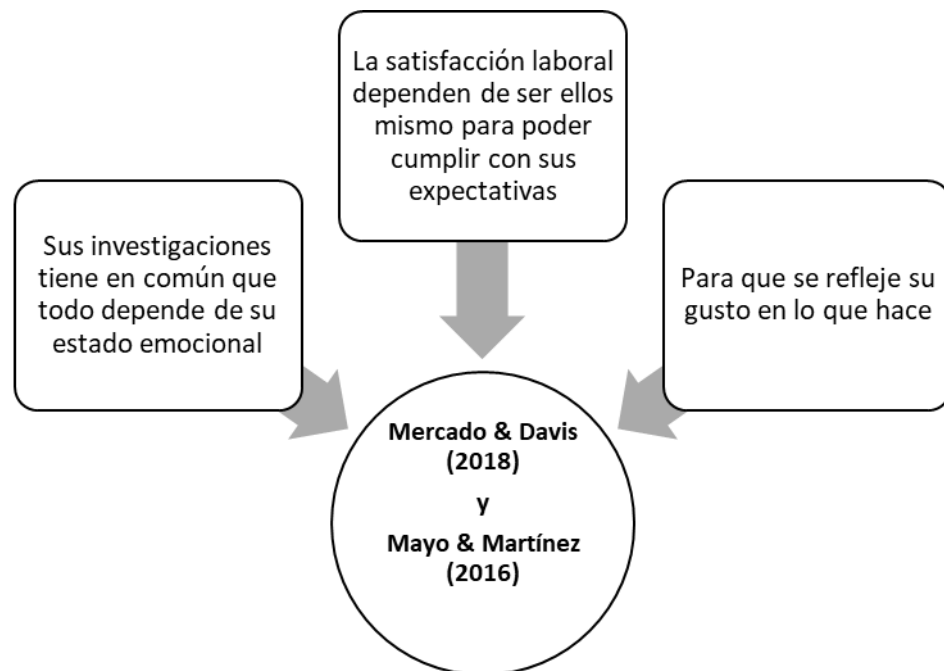 Sus investigaciones
tiene en común que
todo depende de su
estado emocional
La satisfacción laboral
dependen de ser ellos
mismo para poder
cumplir con sus
expectativas
Para que se refleje su
gusto en lo que hace
Mercado & Davis
(2018)
y
Mayo & Martínez
(2016)